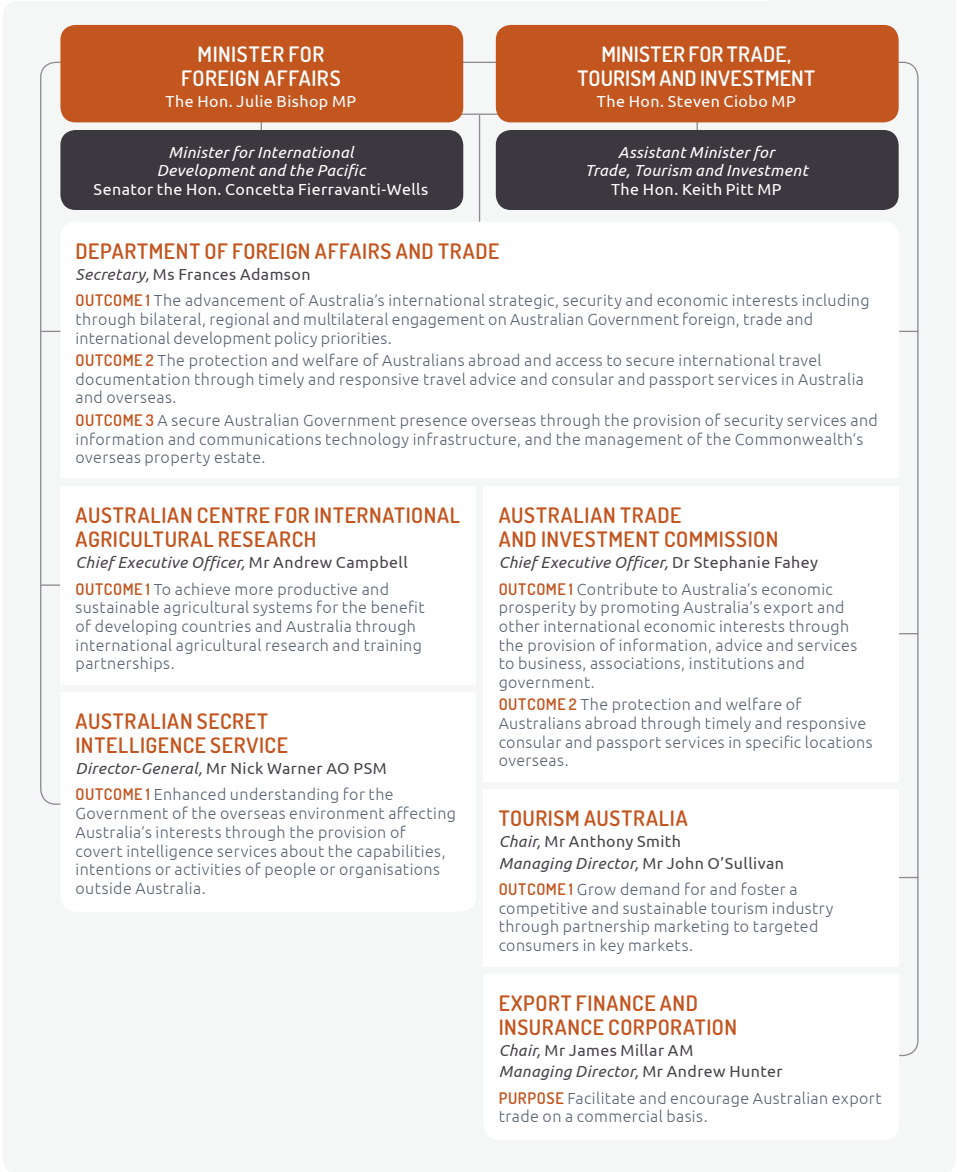 MINISTER FOR
FOREIGN AFFAIRS
The Hon. Julie Bishop MP
MINISTER FOR TRADE,
TOURISM AND INVESTMENT
The Hon. Steven Ciobo MP
Minister for International
Development and the Pacific
Senator the Hon. Concetta Fierravanti-Wells
Assistant Minister for
Trade, Tourism and Investment
The Hon. Keith Pitt MP
DEPARTMENT OF FOREIGN AFFAIRS AND TRADE
Secretary, Ms Frances Adamson
OUTCOME 1 The advancement of Australia's international strategic, security and economic interests including
through bilateral, regional and multilateral engagement on Australian Government foreign, trade and
international development policy priorities.
OUTCOME 2 The protection and welfare of Australians abroad and access to secure international travel
documentation through timely and responsive travel advice and consular and passport services in Australia
and overseas.
OUTCOME 3 A secure Australian Government presence overseas through the provision of security services and
information and communications technology infrastructure, and the management of the Commonwealth's
overseas property estate.
AUSTRALIAN CENTRE FOR INTERNATIONAL
AGRICULTURAL RESEARCH
Chief Executive Officer, Mr Andrew Campbell
OUTCOME 1 To achieve more productive and
sustainable agricultural systems for the benefit
of developing countries and Australia through
international agricultural research and training
partnerships.
AUSTRALIAN SECRET
INTELLIGENCE SERVICE
Director-General, Mr Nick Warner AO PSM
OUTCOME 1 Enhanced understanding for the
Government of the overseas environment affecting
Australia's interests through the provision of
covert intelligence services about the capabilities,
intentions or activities of people or organisations
outside Australia.
AUSTRALIAN TRADE
AND INVESTMENT COMMISSION
Chief Executive Officer, Dr Stephanie Fahey
OUTCOME 1 Contribute to Australia's economic
prosperity by promoting Australia's export and
other international economic interests through
the provision of information, advice and services
to business, associations, institutions and
government.
OUTCOME 2 The protection and welfare of
Australians abroad through timely and responsive
consular and passport services in specific locations
overseas.
TOURISM AUSTRALIA
Chair, Mr Anthony Smith
Managing Director, Mr John O'Sullivan
OUTCOME 1 Grow demand for and foster a
competitive and sustainable tourism industry
through partnership marketing to targeted
consumers in key markets.
EXPORT FINANCE AND
INSURANCE CORPORATION
Chair, Mr James Millar AM
Managing Director, Mr Andrew Hunter
PURPOSE Facilitate and encourage Australian export
trade on a commercial basis.